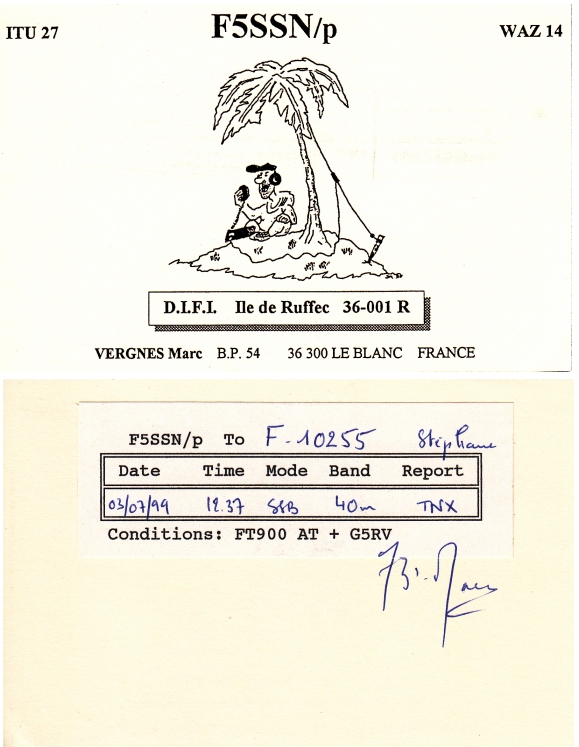 ITU 27 F5SSN/p WAZ 14
D.I.F.I. Ile de Ruffec 36-001 R
VERGNES Marc B.P. 54 36 300 LE BLANC FRANCE
F5SSN/p To F-10255 Stéphane
Date Time Mode Band Report
03/07/99 12.37 SSB 40m TNX
Conditions: FT900 AT + G5RV